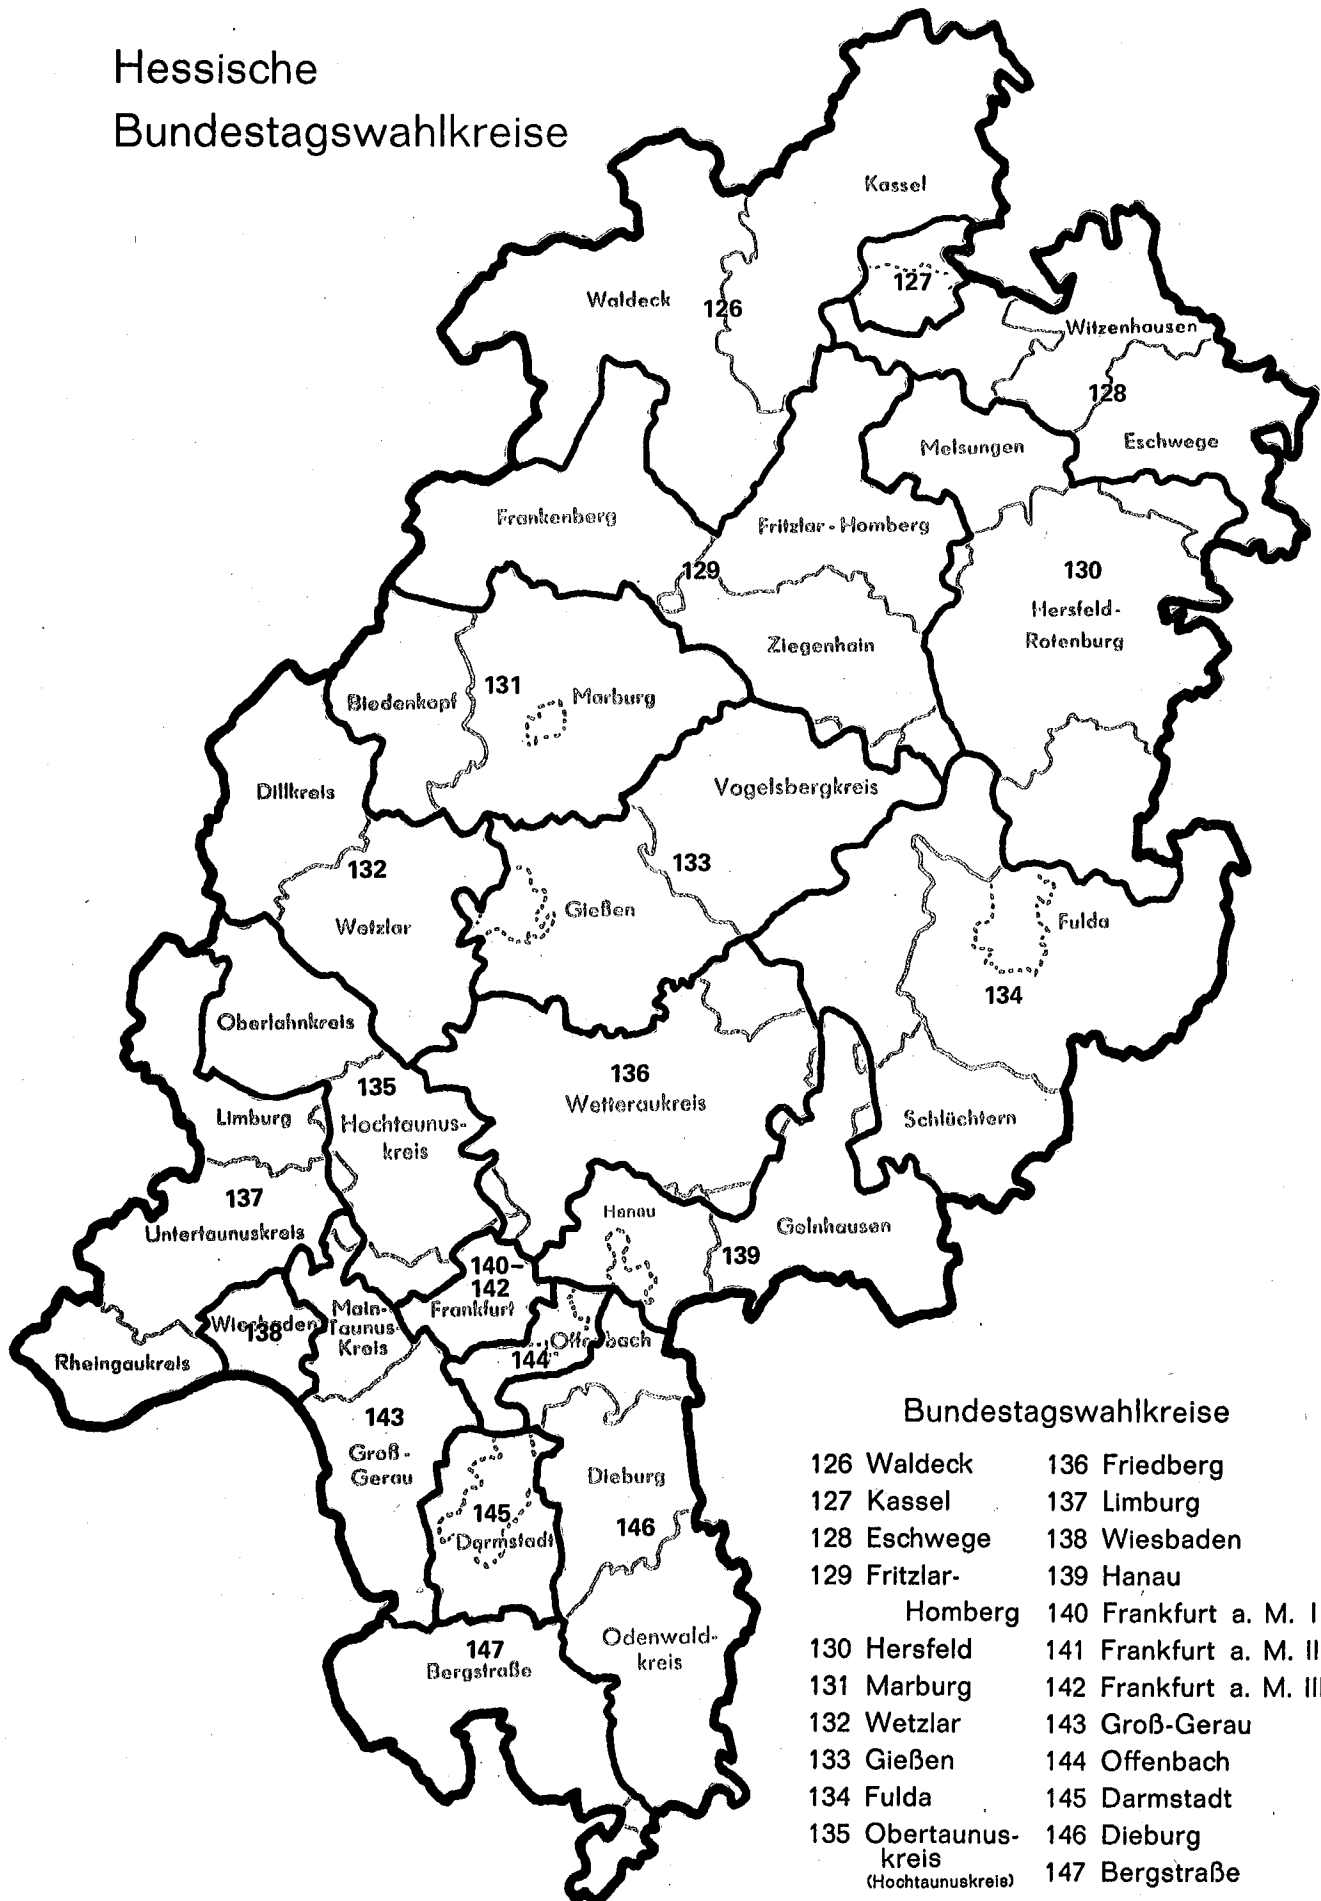 Hessische
Bundestagswahlkreise
Kassel
127
Waldeck
126
Witzenhausen
128
Eschwege
Melsungen
Frankenberg
Fritzlar-Homberg
129
130
Hersfeld-
Rotenburg
Ziegenhain
131
Marburg
Biedenkopf
Dillkreis
Vogelsbergkreis
132
133
Wetzlar
Gießen
Fulda
134
Oberlahnkreis
135
136
Wetteraukreis
Limburg
Hochtaunus-
kreis
Schlüchtern
137
Untertaunuskreis
Hanau
Gelnhausen
139
140-
142
Frankfurt
Main-
Taunus-
Kreis
Wiesbaden
138
Offenbach
144
Rheingaukreis
143
Groß-
Gerau
Dieburg
145
Darmstadt
146
Odenwald-
kreis
147
Bergstraße
Bundestagswahlkreise
126 Waldeck
127 Kassel
128 Eschwege
129 Fritzlar-
Homberg
130 Hersfeld
131 Marburg
132 Wetzlar
133 Gießen
134 Fulda
135 Obertaunus-
kreis
(Hochtaunuskreis)
136 Friedberg
137 Limburg
138 Wiesbaden
139 Hanau
140 Frankfurt a. M. I
141 Frankfurt a. M. II
142 Frankfurt a. M. III
143 Groß-Gerau
144 Offenbach
145 Darmstadt
146 Dieburg
147 Bergstraße